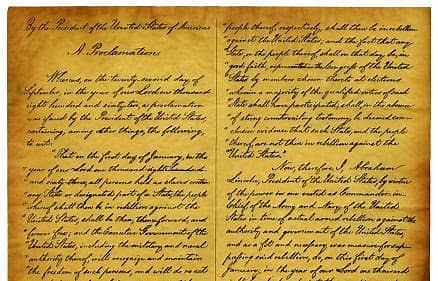 By the President of the United States of America
A Proclamation.
Whereas, on the twenty-second day of
September, in the year of our Lord one thousand
eight hundred and sixty two, a proclamation
was issued by the President of the United States,
containing, among other things, the following,
to wit:
"That on the first day of January, in the
"year of our Lord one thousand eight hundred
"and sixty-three, all persons held as slaves within
"any State or designated part of a State, the people
"whereof shall then be in rebellion against the
"United States, shall be then, thenceforward, and
"forever free; and the Executive Government of the
"United States, including the military and naval
"authority thereof, will recognize and maintain
"the freedom of such persons, and will do no act
people thereof, respectively, shall then be in rebellion
against the United States; and the fact that any
State, or the people thereof, shall on that day be, in
good faith, represented in the Congress of the United
States by members chosen thereto at elections
wherein a majority of the qualified voters of such
State shall have participated, shall, in the absence
of strong countervailing testimony, be deemed con-
clusive evidence that such State, and the people
thereof, are not then in rebellion against the
United States.
Now, therefore I, Abraham
Lincoln, President of the United States, by virtue
of the power in me vested as Commander-in-
Chief, of the Army and Navy of the United
States in time of actual armed rebellion against the
authority and government of the United States,
and as a fit and necessary war measure for sup-
pressing said rebellion, do, on this first day of
January, in the year of our Lord one thousand